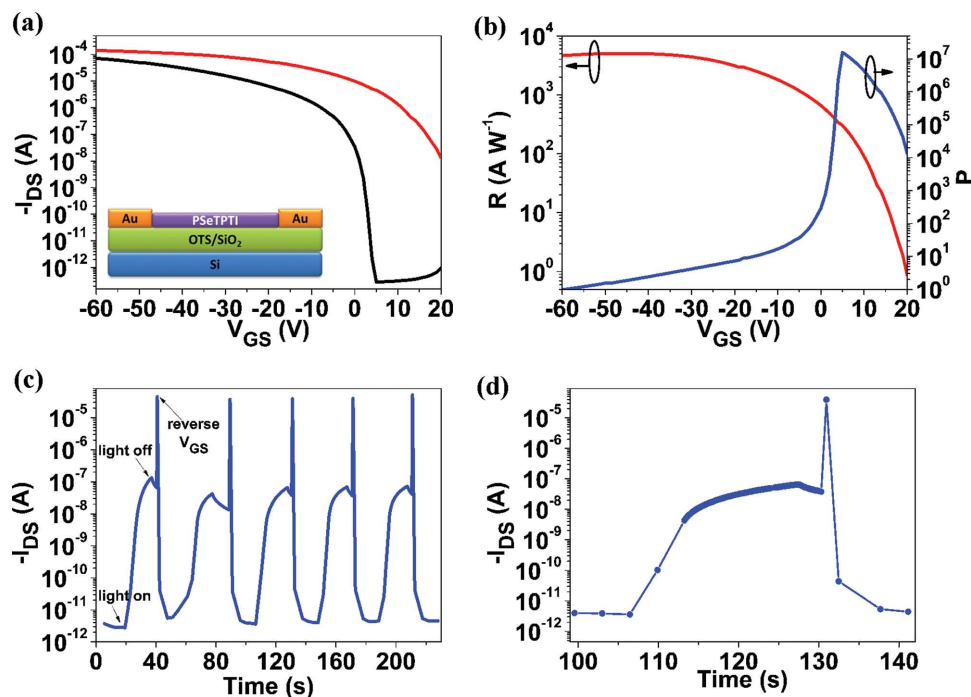 (a)
-I_DS (A)
10^-4
10^-5
10^-6
10^-7
10^-8
10^-9
10^-10
10^-11
10^-12
Au
PSeTPTI
Au
OTS/SiO₂
Si
-60 -50 -40 -30 -20 -10 0 10 20
V_GS (V)
(b)
R (A W^-1)
10^4
10^3
10^2
10^1
10^0
10^7
10^6
10^5
10^4
10^3
10^2
10^1
10^0
P
-60 -50 -40 -30 -20 -10 0 10 20
V_GS (V)
(c)
-I_DS (A)
10^-5
10^-6
10^-7
10^-8
10^-9
10^-10
10^-11
10^-12
reverse
V_GS
light off
light on
0 40 80 120 160 200
Time (s)
(d)
-I_DS (A)
10^-5
10^-6
10^-7
10^-8
10^-9
10^-10
10^-11
10^-12
100 110 120 130 140
Time (s)